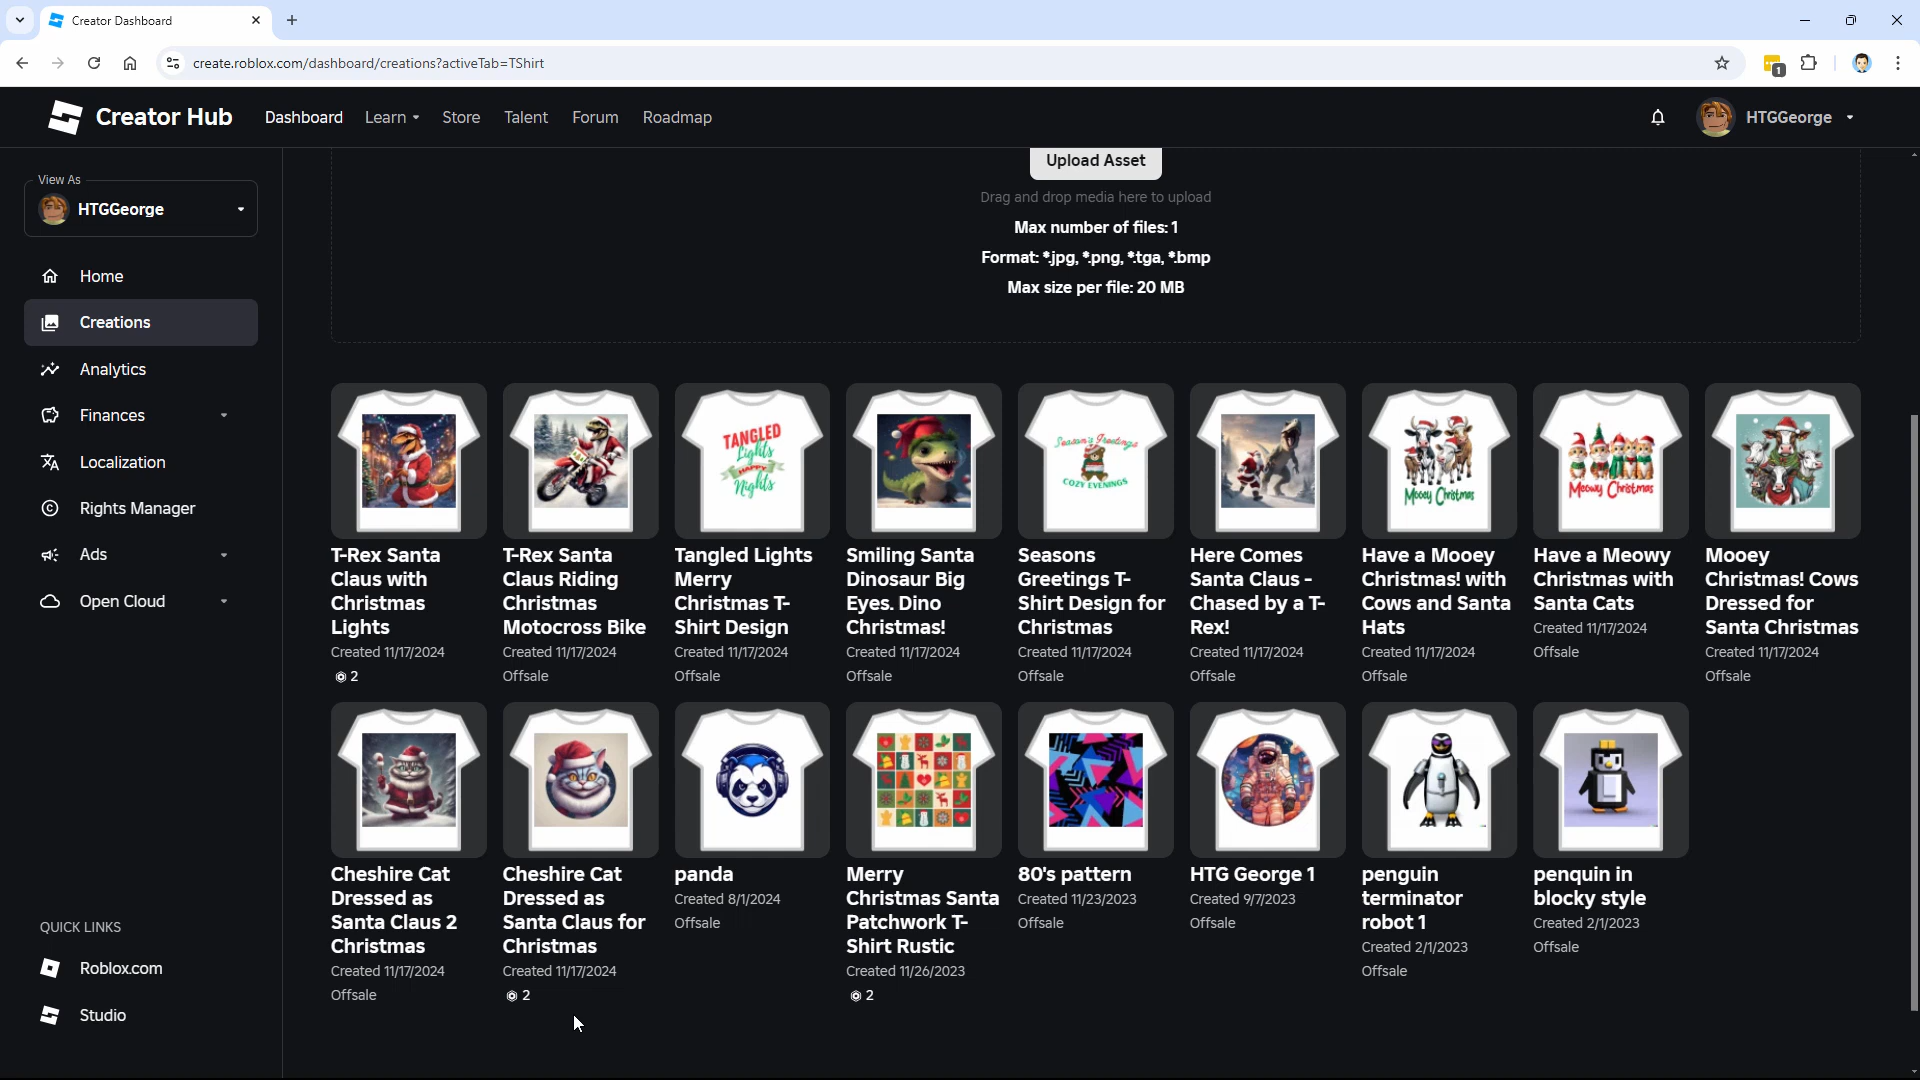 Creator Dashboard
create.roblox.com/dashboard/creations?activeTab=TShirt
1
Creator Hub
Dashboard
Learn
Store
Talent
Forum
Roadmap
HTGGeorge
View As
HTGGeorge
Home
Creations
Analytics
Finances
Localization
Rights Manager
Ads
Open Cloud
QUICK LINKS
Roblox.com
Studio
Upload Asset
Drag and drop media here to upload
Max number of files: 1
Format: *.jpg, *.png, *.tga, *.bmp
Max size per file: 20 MB
T-Rex Santa
Claus with
Christmas
Lights
Created 11/17/2024
2
T-Rex Santa
Claus Riding
Christmas
Motocross Bike
Created 11/17/2024
Offsale
TANGLED
Lights
HAPPY
Nights
Tangled Lights
Merry
Christmas T-
Shirt Design
Created 11/17/2024
Offsale
Smiling Santa
Dinosaur Big
Eyes. Dino
Christmas!
Created 11/17/2024
Offsale
Season's Greetings
COZY EVENINGS
Seasons
Greetings T-
Shirt Design for
Christmas
Created 11/17/2024
Offsale
Here Comes
Santa Claus -
Chased by a T-
Rex!
Created 11/17/2024
Offsale
Mooey Christmas
Have a Mooey
Christmas! with
Cows and Santa
Hats
Created 11/17/2024
Offsale
Meowy Christmas
Have a Meowy
Christmas with
Santa Cats
Created 11/17/2024
Offsale
Mooey
Christmas! Cows
Dressed for
Santa Christmas
Created 11/17/2024
Offsale
Cheshire Cat
Dressed as
Santa Claus 2
Christmas
Created 11/17/2024
Offsale
Cheshire Cat
Dressed as
Santa Claus for
Christmas
Created 11/17/2024
2
panda
Created 8/1/2024
Offsale
Merry
Christmas Santa
Patchwork T-
Shirt Rustic
Created 11/26/2023
2
80's pattern
Created 11/23/2023
Offsale
HTG George 1
Created 9/7/2023
Offsale
penguin
terminator
robot 1
Created 2/1/2023
Offsale
penquin in
blocky style
Created 2/1/2023
Offsale